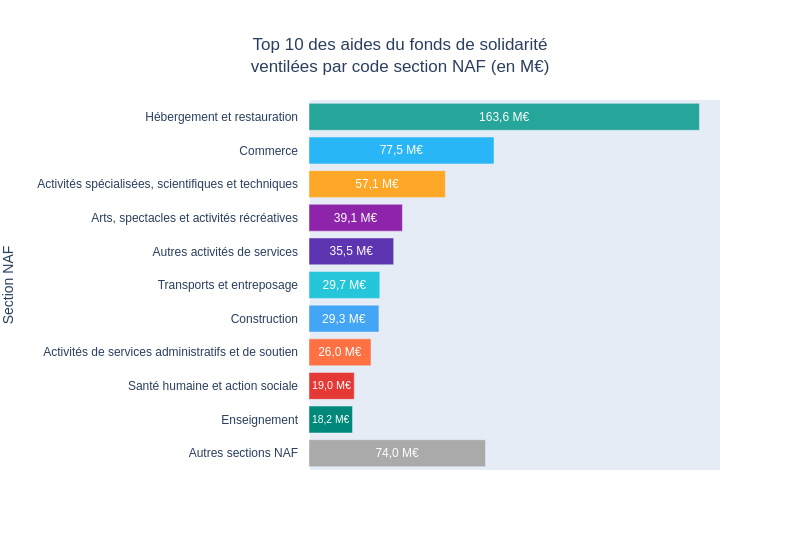 Top 10 des aides du fonds de solidarité
ventilées par code section NAF (en M€)
Section NAF
Hébergement et restauration 163,6 M€
Commerce 77,5 M€
Activités spécialisées, scientifiques et techniques 57,1 M€
Arts, spectacles et activités récréatives 39,1 M€
Autres activités de services 35,5 M€
Transports et entreposage 29,7 M€
Construction 29,3 M€
Activités de services administratifs et de soutien 26,0 M€
Santé humaine et action sociale 19,0 M€
Enseignement 18,2 M€
Autres sections NAF 74,0 M€